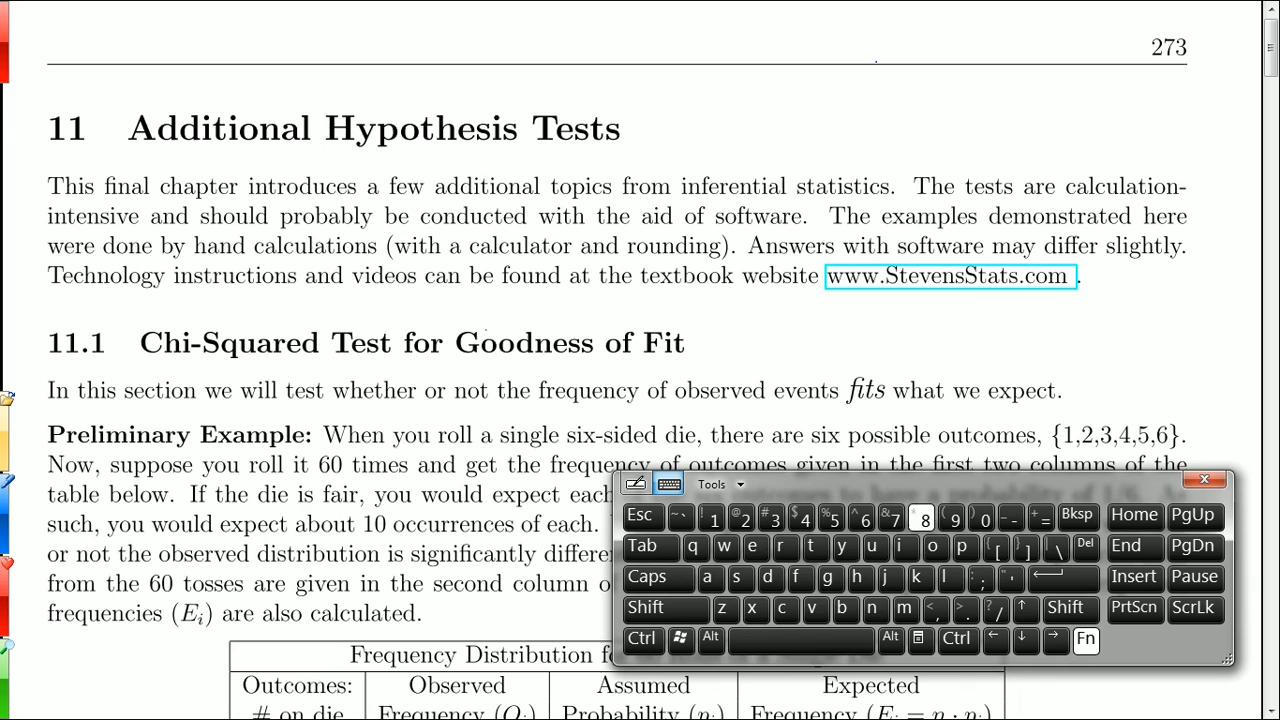 273
11 Additional Hypothesis Tests
This final chapter introduces a few additional topics from inferential statistics. The tests are calculation-
intensive and should probably be conducted with the aid of software. The examples demonstrated here
were done by hand calculations (with a calculator and rounding). Answers with software may differ slightly.
Technology instructions and videos can be found at the textbook website www.StevensStats.com .
11.1 Chi-Squared Test for Goodness of Fit
In this section we will test whether or not the frequency of observed events fits what we expect.
Preliminary Example: When you roll a single six-sided die, there are six possible outcomes, {1,2,3,4,5,6}.
Now, suppose you roll it 60 times and get the frequency of outcomes given in the first two columns of the
table below. If the die is fair, you would expect each
such, you would expect about 10 occurrences of each.
or not the observed distribution is significantly differe
from the 60 tosses are given in the second column o
frequencies (E_i) are also calculated.
Frequency Distribution fo
Outcomes: Observed Assumed Expected
# on die Frequency (O_i) Probability (p_i) Frequency (E_i = n · p_i)
Tools
Esc ~ ` ! 1 @ 2 # 3 $ 4 % 5 ^ 6 & 7 * 8 ( 9 ) 0 _ - + = Bksp Home PgUp
Tab q w e r t y u i o p { [ } ] | \ Del End PgDn
Caps a s d f g h j k l : ; " ' Insert Pause
Shift z x c v b n m < , > . ? / ↑ Shift PrtScn ScrLk
Ctrl Alt Alt Ctrl ← ↓ → Fn